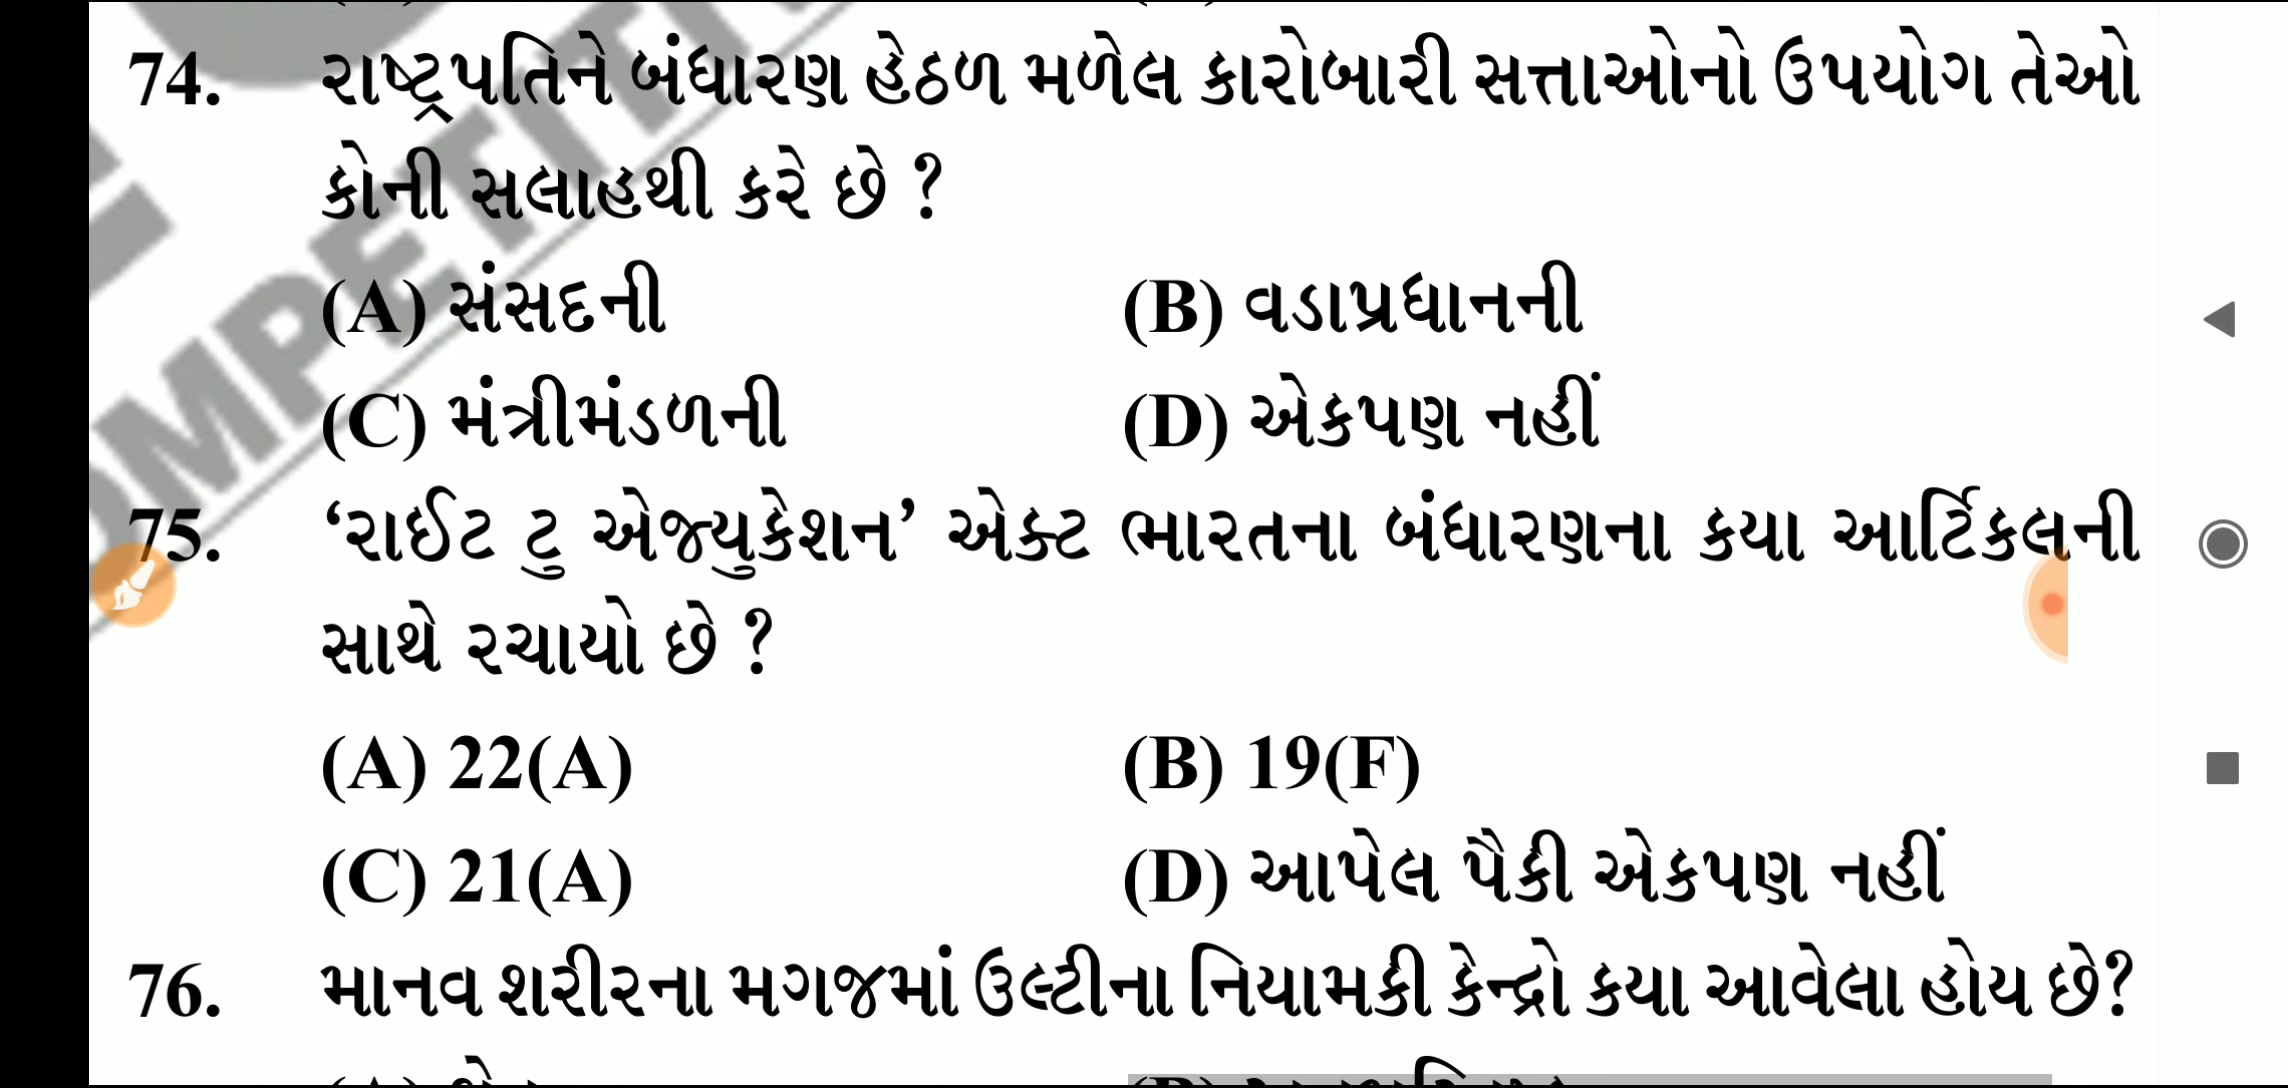 74. રાષ્ટ્રપતિને બંધારણ હેઠળ મળેલ કારોબારી સત્તાઓનો ઉપયોગ તેઓ
કોની સલાહથી કરે છે ?
(A) સંસદની (B) વડાપ્રધાનની
(C) મંત્રીમંડળની (D) એકપણ નહીં
75. ‘રાઈટ ટુ એજ્યુકેશન’ એક્ટ ભારતના બંધારણના કયા આર્ટિકલની
સાથે રચાયો છે ?
(A) 22(A) (B) 19(F)
(C) 21(A) (D) આપેલ પૈકી એકપણ નહીં
76. માનવ શરીરના મગજમાં ઉલ્ટીના નિયામકી કેન્દ્રો કયા આવેલા હોય છે?